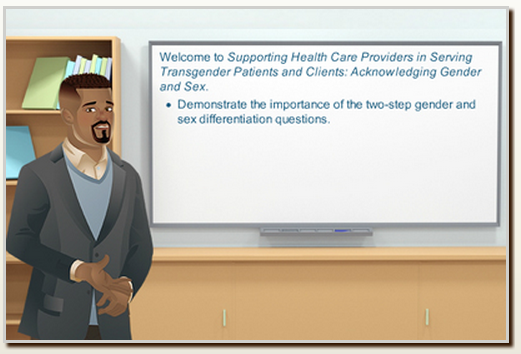 Welcome to Supporting Health Care Providers in Serving
Transgender Patients and Clients: Acknowledging Gender
and Sex.
• Demonstrate the importance of the two-step gender and
sex differentiation questions.